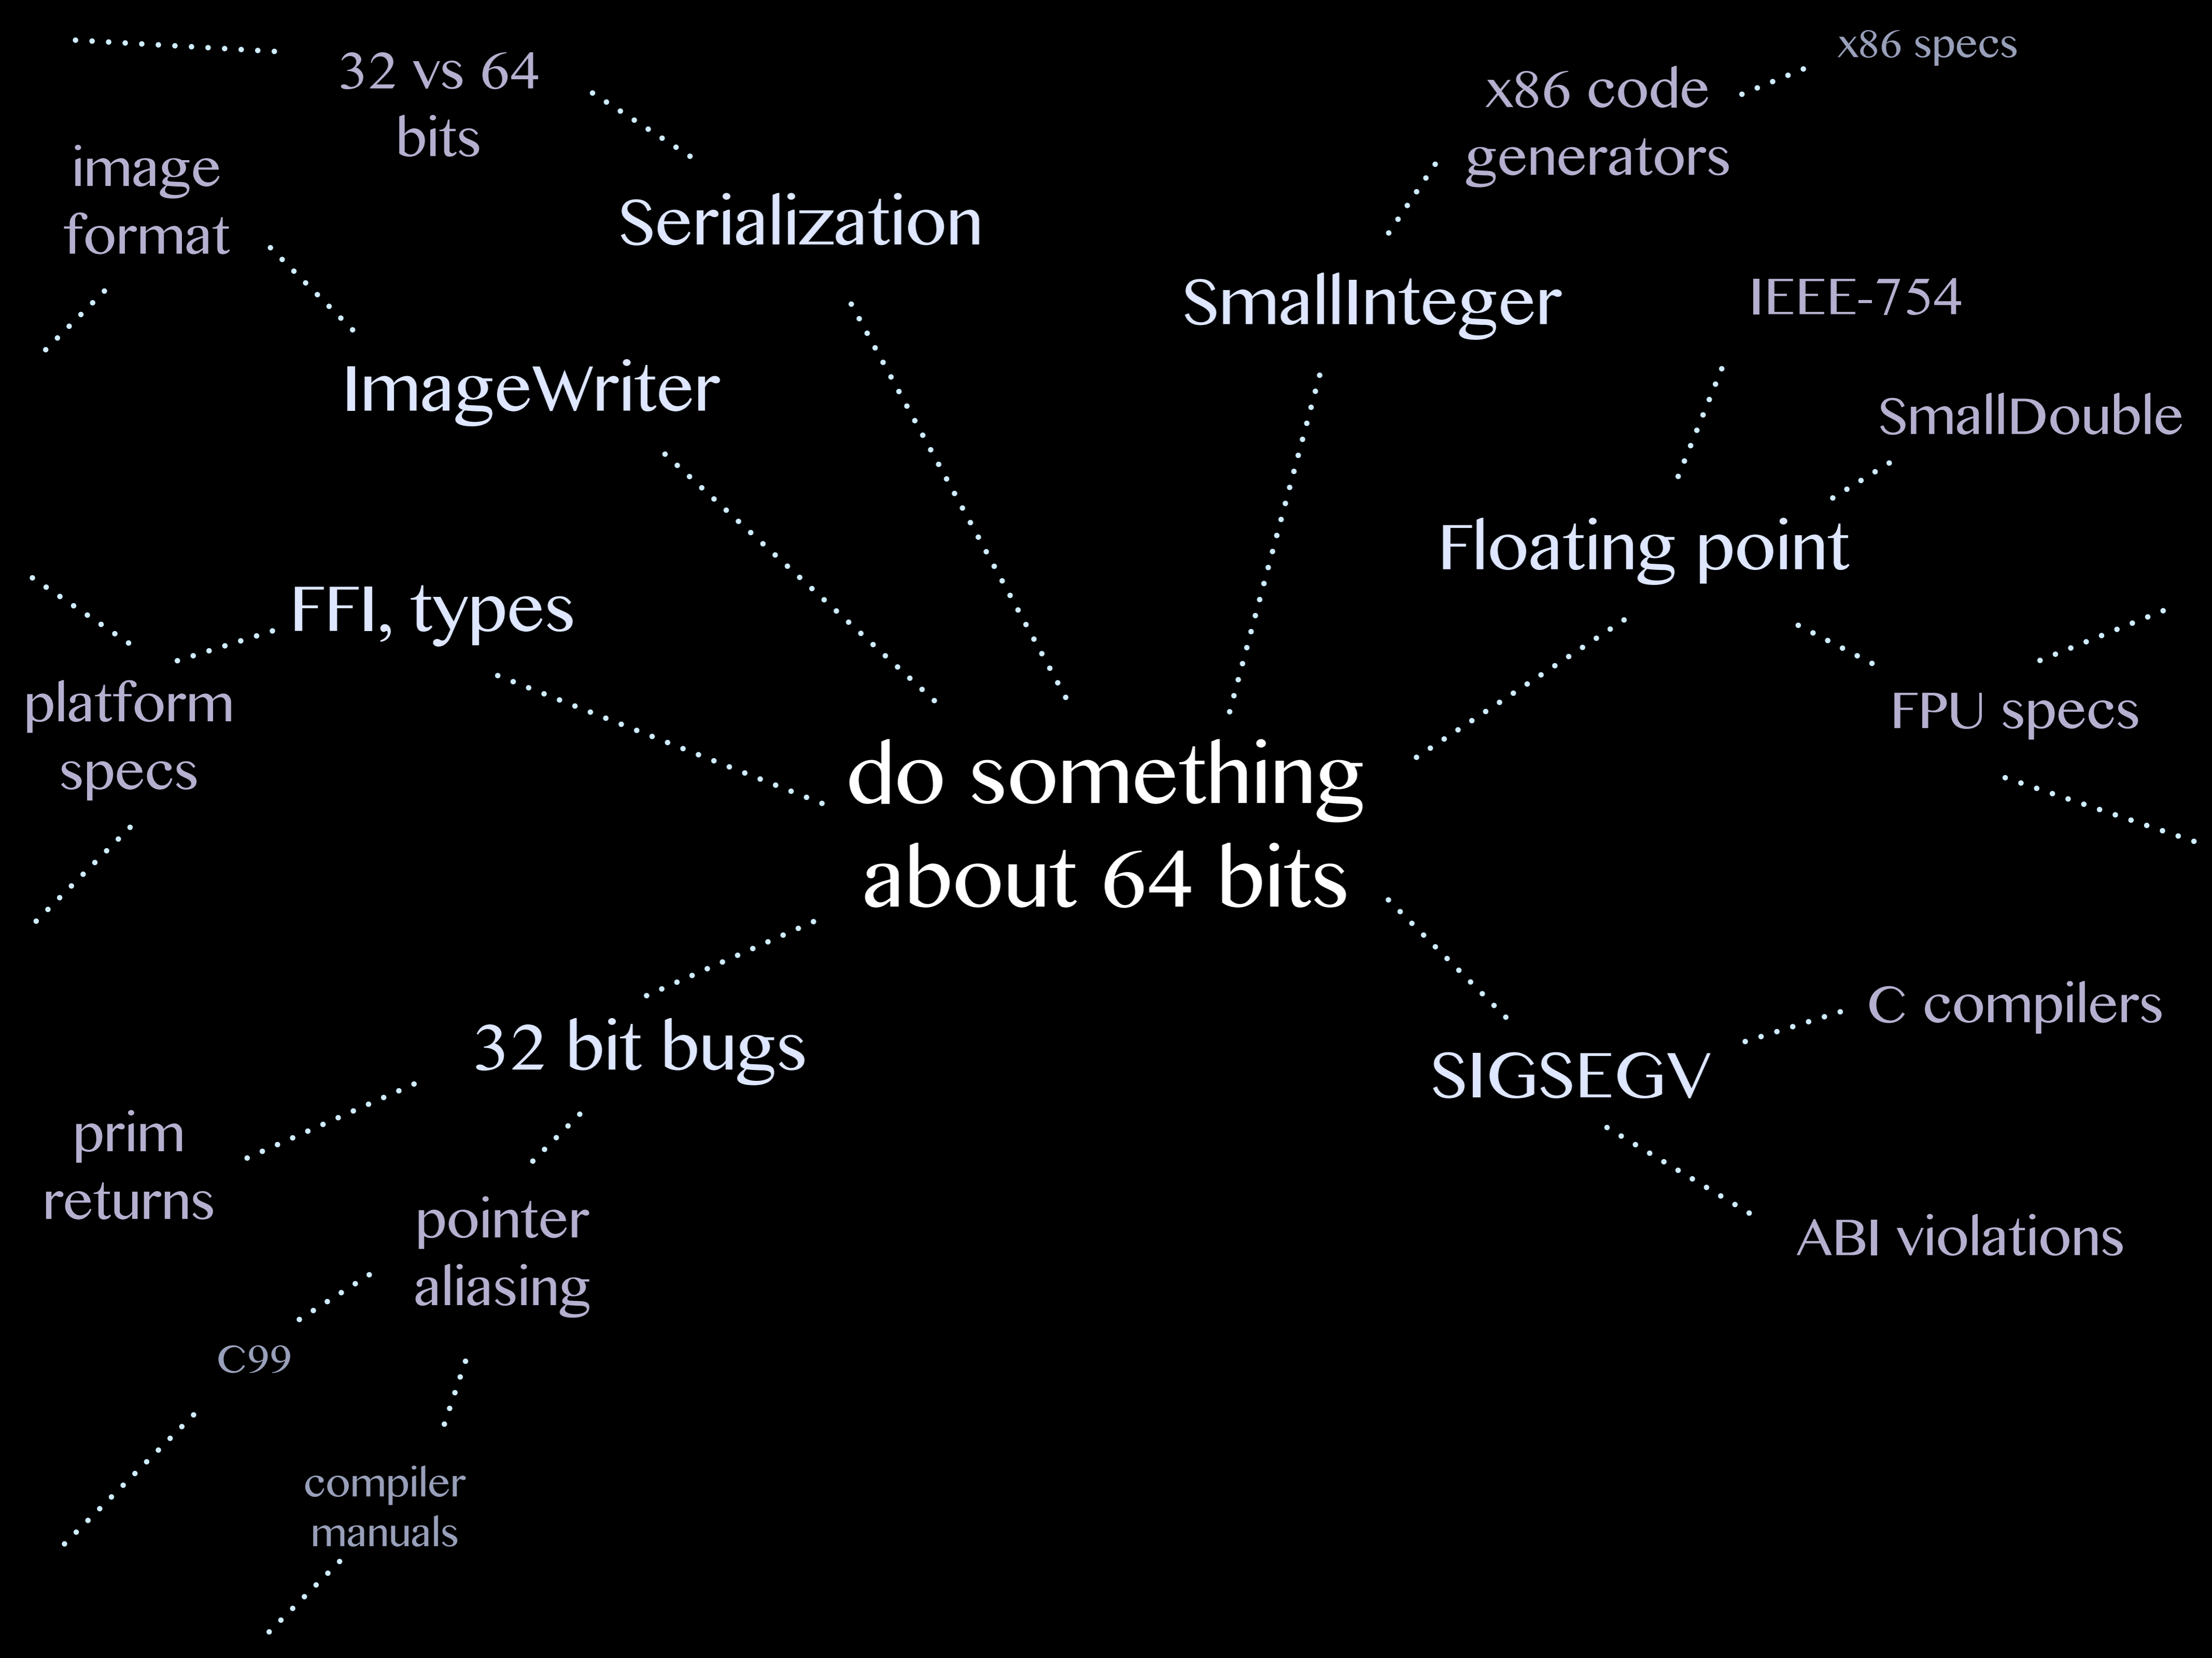 32 vs 64
bits
image
format
Serialization
ImageWriter
FFI, types
platform
specs
x86 specs
x86 code
generators
SmallInteger
IEEE-754
SmallDouble
Floating point
FPU specs
do something
about 64 bits
32 bit bugs
prim
returns
pointer
aliasing
C99
compiler
manuals
C compilers
SIGSEGV
ABI violations